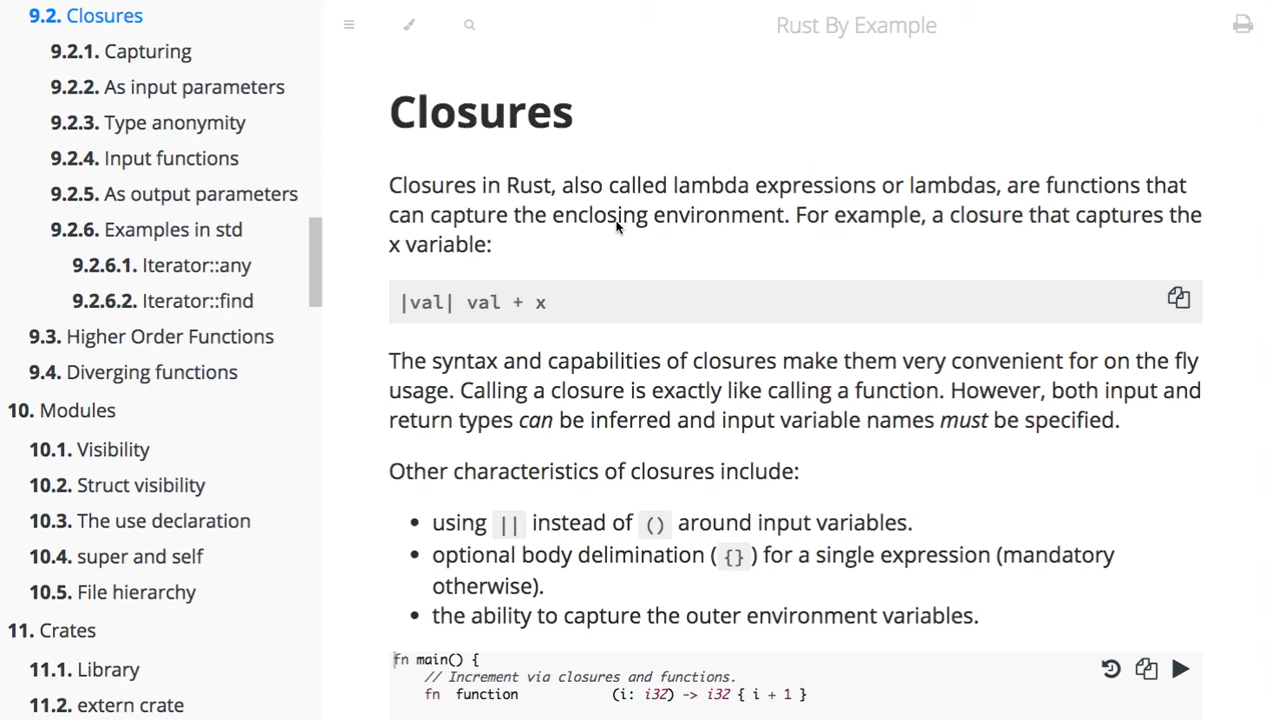 9.2. Closures
9.2.1. Capturing
9.2.2. As input parameters
9.2.3. Type anonymity
9.2.4. Input functions
9.2.5. As output parameters
9.2.6. Examples in std
9.2.6.1. Iterator::any
9.2.6.2. Iterator::find
9.3. Higher Order Functions
9.4. Diverging functions
10. Modules
10.1. Visibility
10.2. Struct visibility
10.3. The use declaration
10.4. super and self
10.5. File hierarchy
11. Crates
11.1. Library
11.2. extern crate
Rust By Example
Closures
Closures in Rust, also called lambda expressions or lambdas, are functions that
can capture the enclosing environment. For example, a closure that captures the
x variable:
|val| val + x
The syntax and capabilities of closures make them very convenient for on the fly
usage. Calling a closure is exactly like calling a function. However, both input and
return types can be inferred and input variable names must be specified.
Other characteristics of closures include:
• using || instead of () around input variables.
• optional body delimination ( {} ) for a single expression (mandatory
otherwise).
• the ability to capture the outer environment variables.
fn main() {
// Increment via closures and functions.
fn function (i: i32) -> i32 { i + 1 }